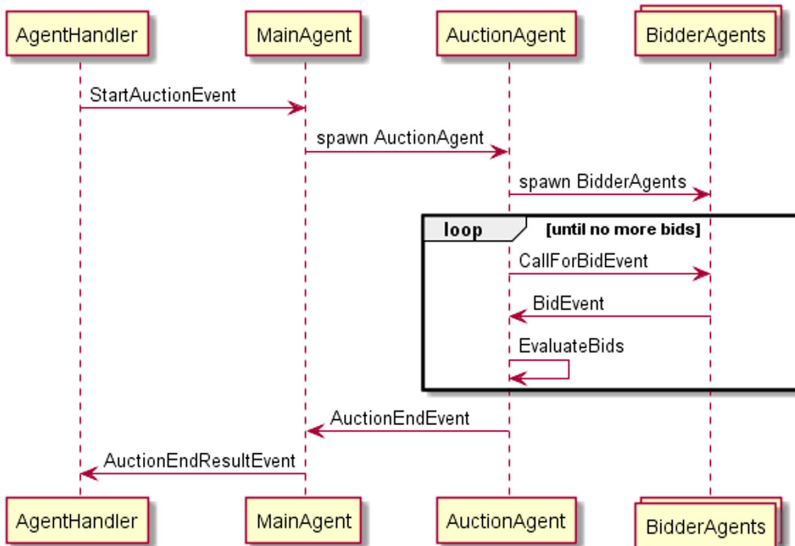 AgentHandler
MainAgent
AuctionAgent
BidderAgents
StartAuctionEvent
spawn AuctionAgent
spawn BidderAgents
loop [until no more bids]
CallForBidEvent
BidEvent
EvaluateBids
AuctionEndEvent
AuctionEndResultEvent
AgentHandler
MainAgent
AuctionAgent
BidderAgents